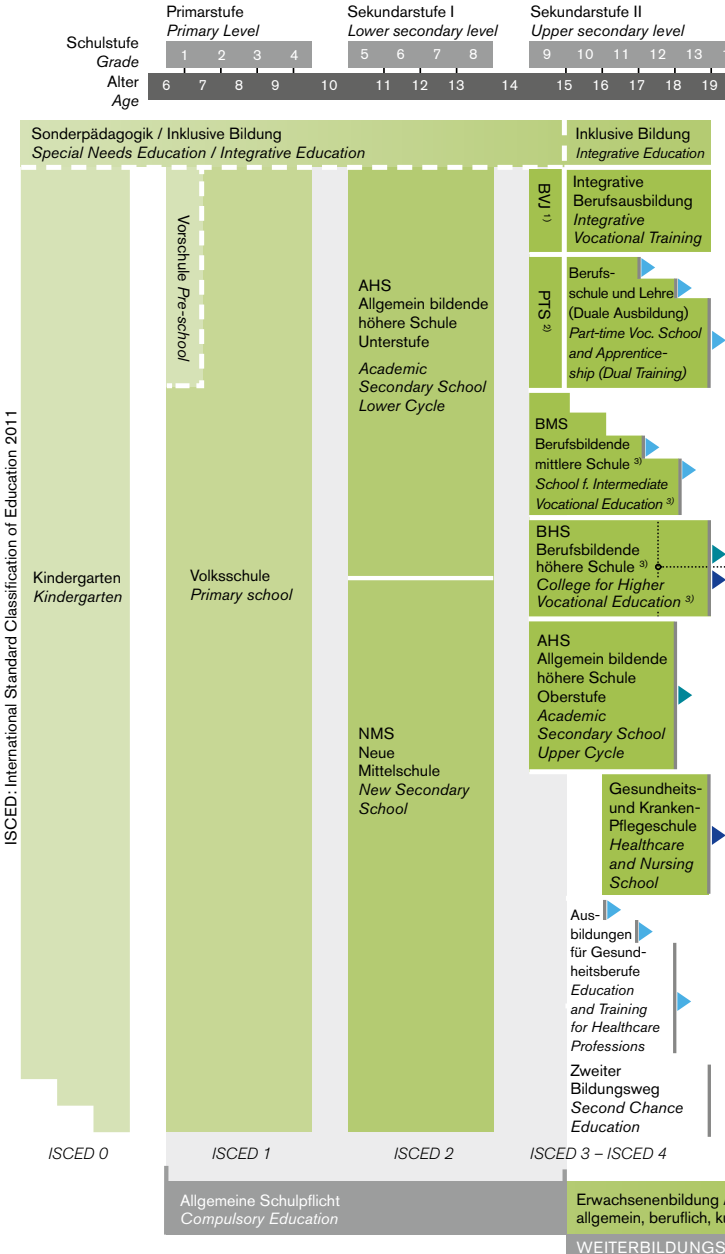 Primarstufe
Primary Level
Sekundarstufe I
Lower secondary level
Sekundarstufe II
Upper secondary level
Schulstufe
Grade
1 2 3 4 5 6 7 8 9 10 11 12 13
Alter
Age
6 7 8 9 10 11 12 13 14 15 16 17 18 19
Sonderpädagogik / Inklusive Bildung
Special Needs Education / Integrative Education
Inklusive Bildung
Integrative Education
ISCED: International Standard Classification of Education 2011
Kindergarten
Kindergarten
Vorschule Pre-school
Volksschule
Primary school
AHS
Allgemein bildende
höhere Schule
Unterstufe
Academic
Secondary School
Lower Cycle
NMS
Neue
Mittelschule
New Secondary
School
BVJ 1)
Integrative
Berufsausbildung
Integrative
Vocational Training
PTS 2)
Berufs-
schule und Lehre
(Duale Ausbildung)
Part-time Voc. School
and Apprentice-
ship (Dual Training)
BMS
Berufsbildende
mittlere Schule 3)
School f. Intermediate
Vocational Education 3)
BHS
Berufsbildende
höhere Schule 3)
College for Higher
Vocational Education 3)
AHS
Allgemein bildende
höhere Schule
Oberstufe
Academic
Secondary School
Upper Cycle
Gesundheits-
und Kranken-
Pflegeschule
Healthcare
and Nursing
School
Aus-
bildungen
für Gesund-
heitsberufe
Education
and Training
for Healthcare
Professions
Zweiter
Bildungsweg
Second Chance
Education
ISCED 0
ISCED 1
ISCED 2
ISCED 3 – ISCED 4
Allgemeine Schulpflicht
Compulsory Education
Erwachsenenbildung
allgemein, beruflich,
WEITERBILDUNGS